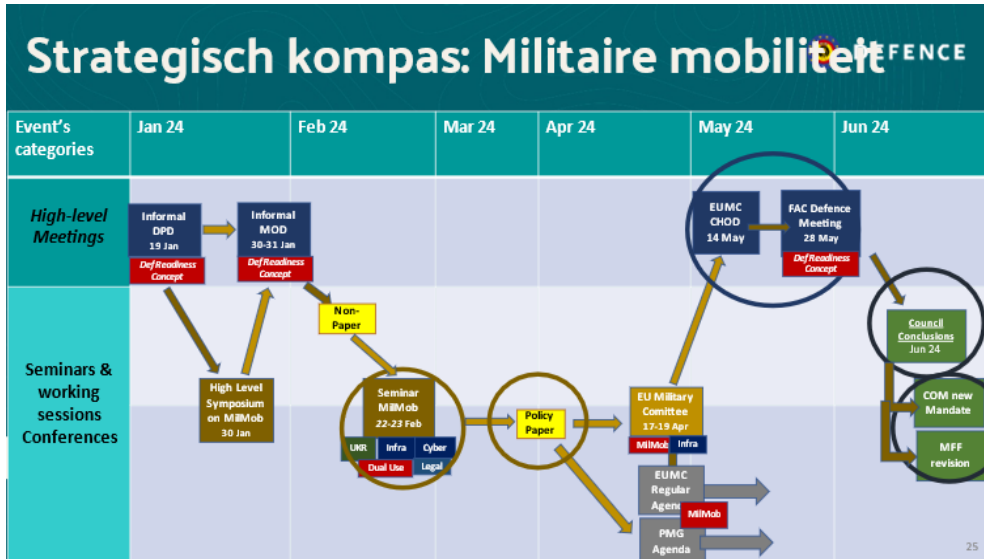 Strategisch kompas: Militaire mobiliteit
DEFENCE
Event's
categories
Jan 24
Feb 24
Mar 24
Apr 24
May 24
Jun 24
High-level
Meetings
Informal
DPD
19 Jan
Def Readiness
Concept
Informal
MOD
30-31 Jan
Def Readiness
Concept
EUMC
CHOD
14 May
FAC Defence
Meeting
28 May
Def Readiness
Concept
Non-
Paper
Seminars &
working
sessions
Conferences
High Level
Symposium
on MilMob
30 Jan
Seminar
MilMob
22-23 Feb
UKR
Infra
Cyber
Dual Use
Legal
Policy
Paper
EU Military
Comittee
17-19 Apr
MilMob
Infra
EUMC
Regular
Agend
MilMob
PMG
Agenda
Council
Conclusions
Jun 24
COM new
Mandate
MFF
revision
25